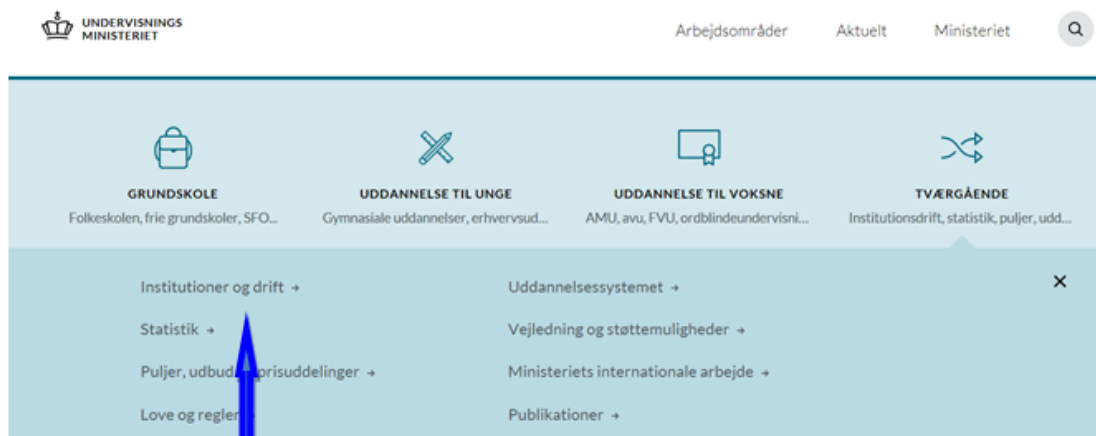 UNDERVISNINGS
MINISTERIET
Arbejdsområder Aktuelt Ministeriet
GRUNDSKOLE
Folkeskolen, frie grundskoler, SFO...
UDDANNELSE TIL UNGE
Gymnasiale uddannelser, erhvervsud...
UDDANNELSE TIL VOKSNE
AMU, avu, FVU, ordblindeundervisni...
TVÆRGÅENDE
Institutionsdrift, statistik, puljer, udd...
Institutioner og drift →
Statistik →
Puljer, udbud prisuddelinger →
Love og regler
Uddannelsessystemet →
Vejledning og støttemuligheder →
Ministeriets internationale arbejde →
Publikationer →